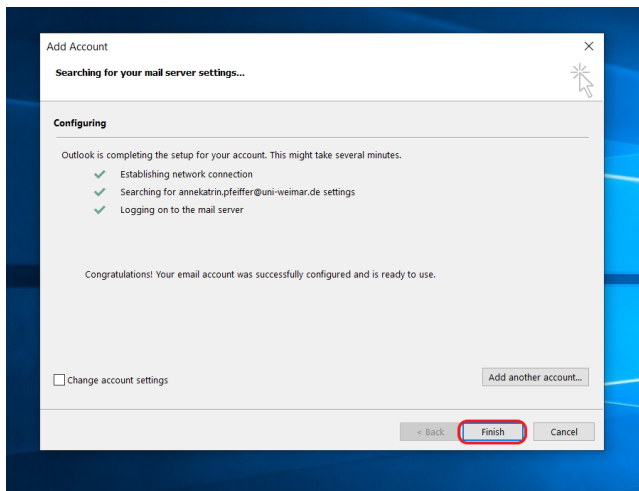 Add Account
Searching for your mail server settings...
Configuring
Outlook is completing the setup for your account. This might take several minutes.
Establishing network connection
Searching for annekatrin.pfeiffer@uni-weimar.de settings
Logging on to the mail server
Congratulations! Your email account was successfully configured and is ready to use.
Change account settings
Add another account...
< Back Finish Cancel